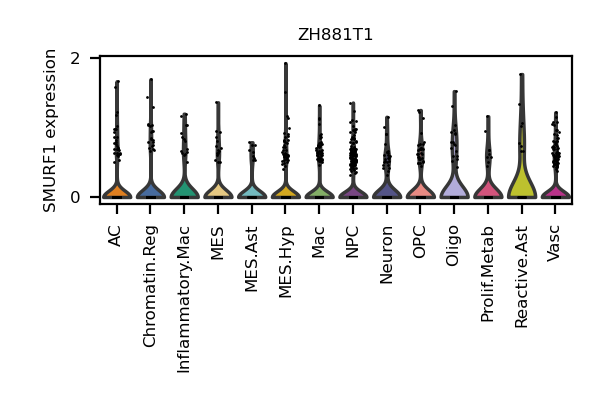 ZH881T1
SMURF1 expression
2
0
AC
Chromatin.Reg
Inflammatory.Mac
MES
MES.Ast
MES.Hyp
Mac
NPC
Neuron
OPC
Oligo
Prolif.Metab
Reactive.Ast
Vasc